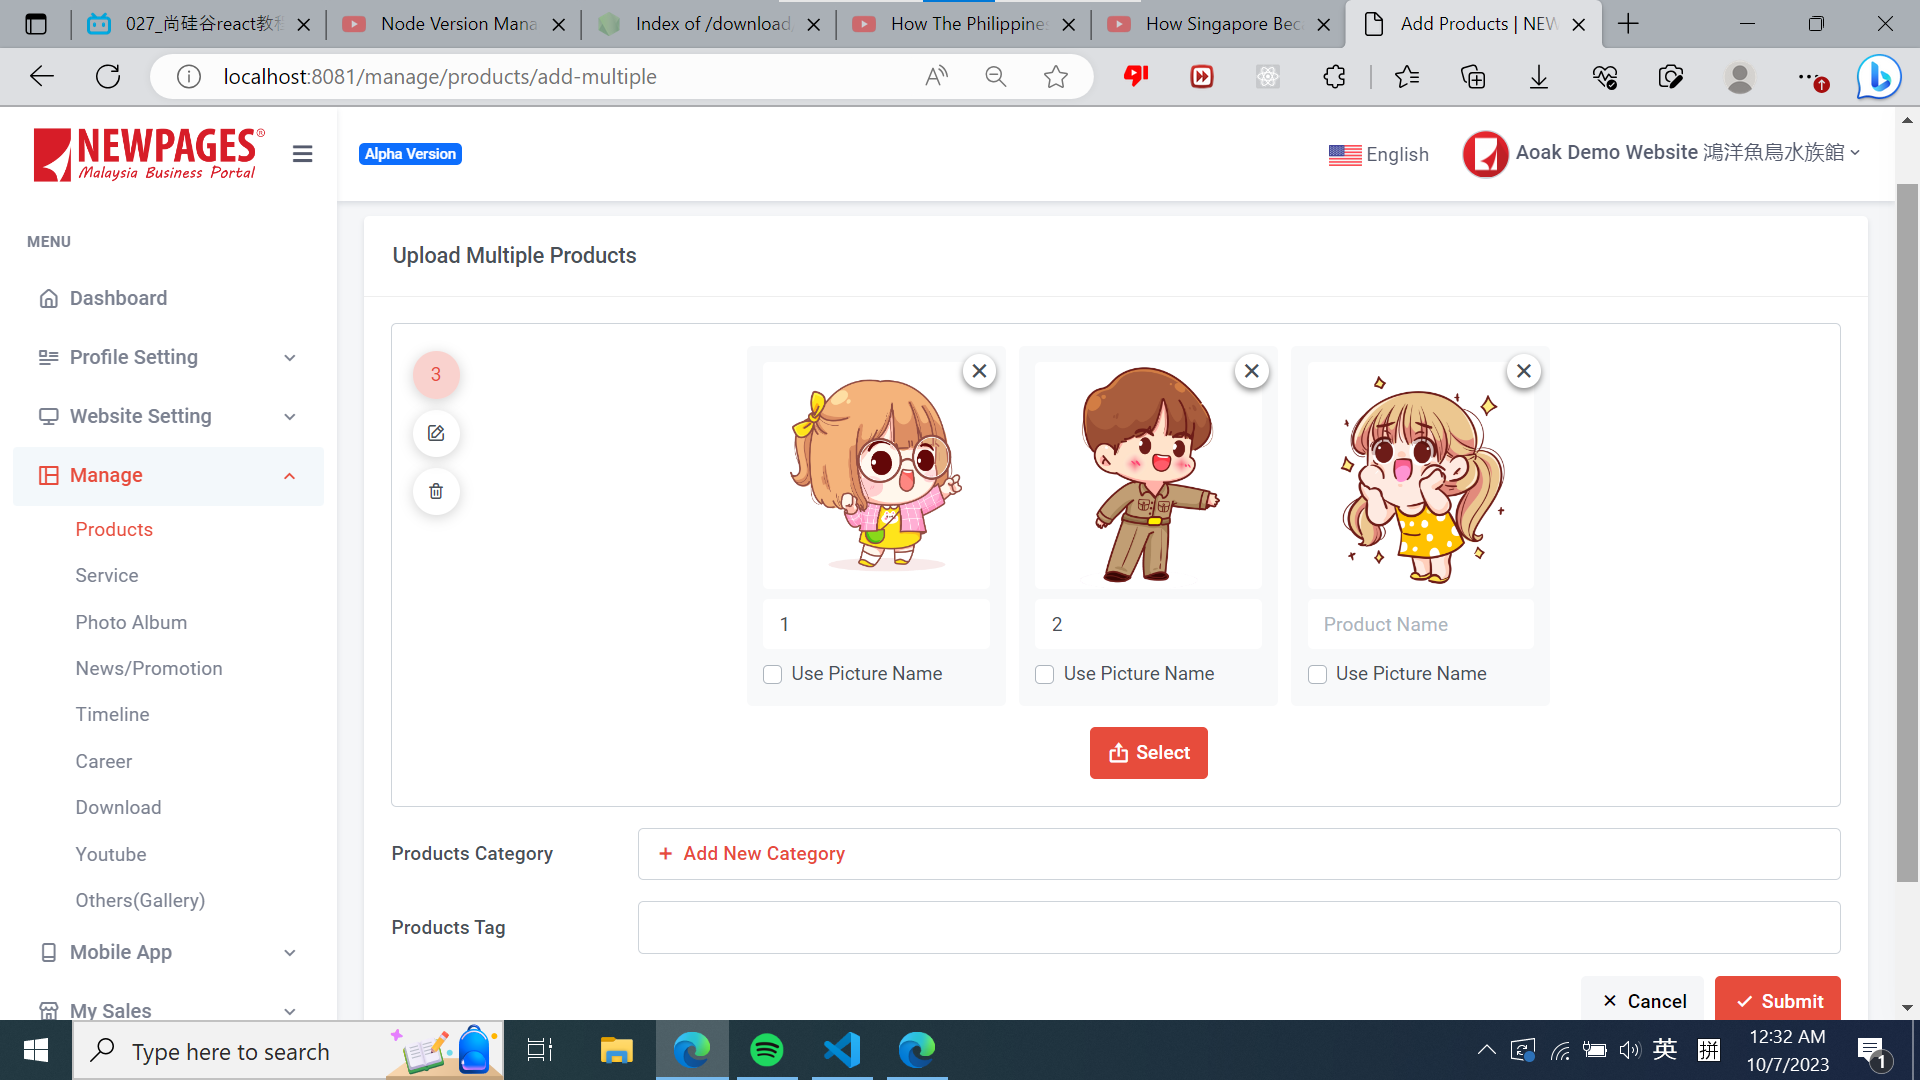 027_尚硅谷react教程
Node Version Mana
Index of /download
How The Philippine
How Singapore Bec
Add Products | NEW
localhost:8081/manage/products/add-multiple
NEWPAGES®
Malaysia Business Portal
Alpha Version
English
Aoak Demo Website 鴻洋魚鳥水族館
MENU
Dashboard
Profile Setting
Website Setting
Manage
Products
Service
Photo Album
News/Promotion
Timeline
Career
Download
Youtube
Others(Gallery)
Mobile App
My Sales
Upload Multiple Products
3
1
2
Product Name
Use Picture Name
Use Picture Name
Use Picture Name
Select
Products Category
+ Add New Category
Products Tag
Cancel
Submit
Type here to search
英
拼
12:32 AM
10/7/2023
1